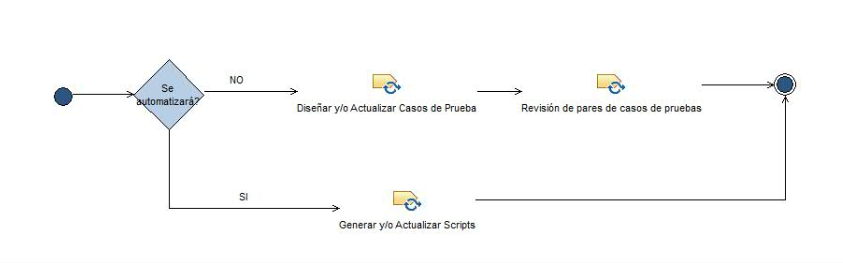 Se
automatizará?
NO
Diseñar y/o Actualizar Casos de Prueba
Revisión de pares de casos de pruebas
SI
Generar y/o Actualizar Scripts